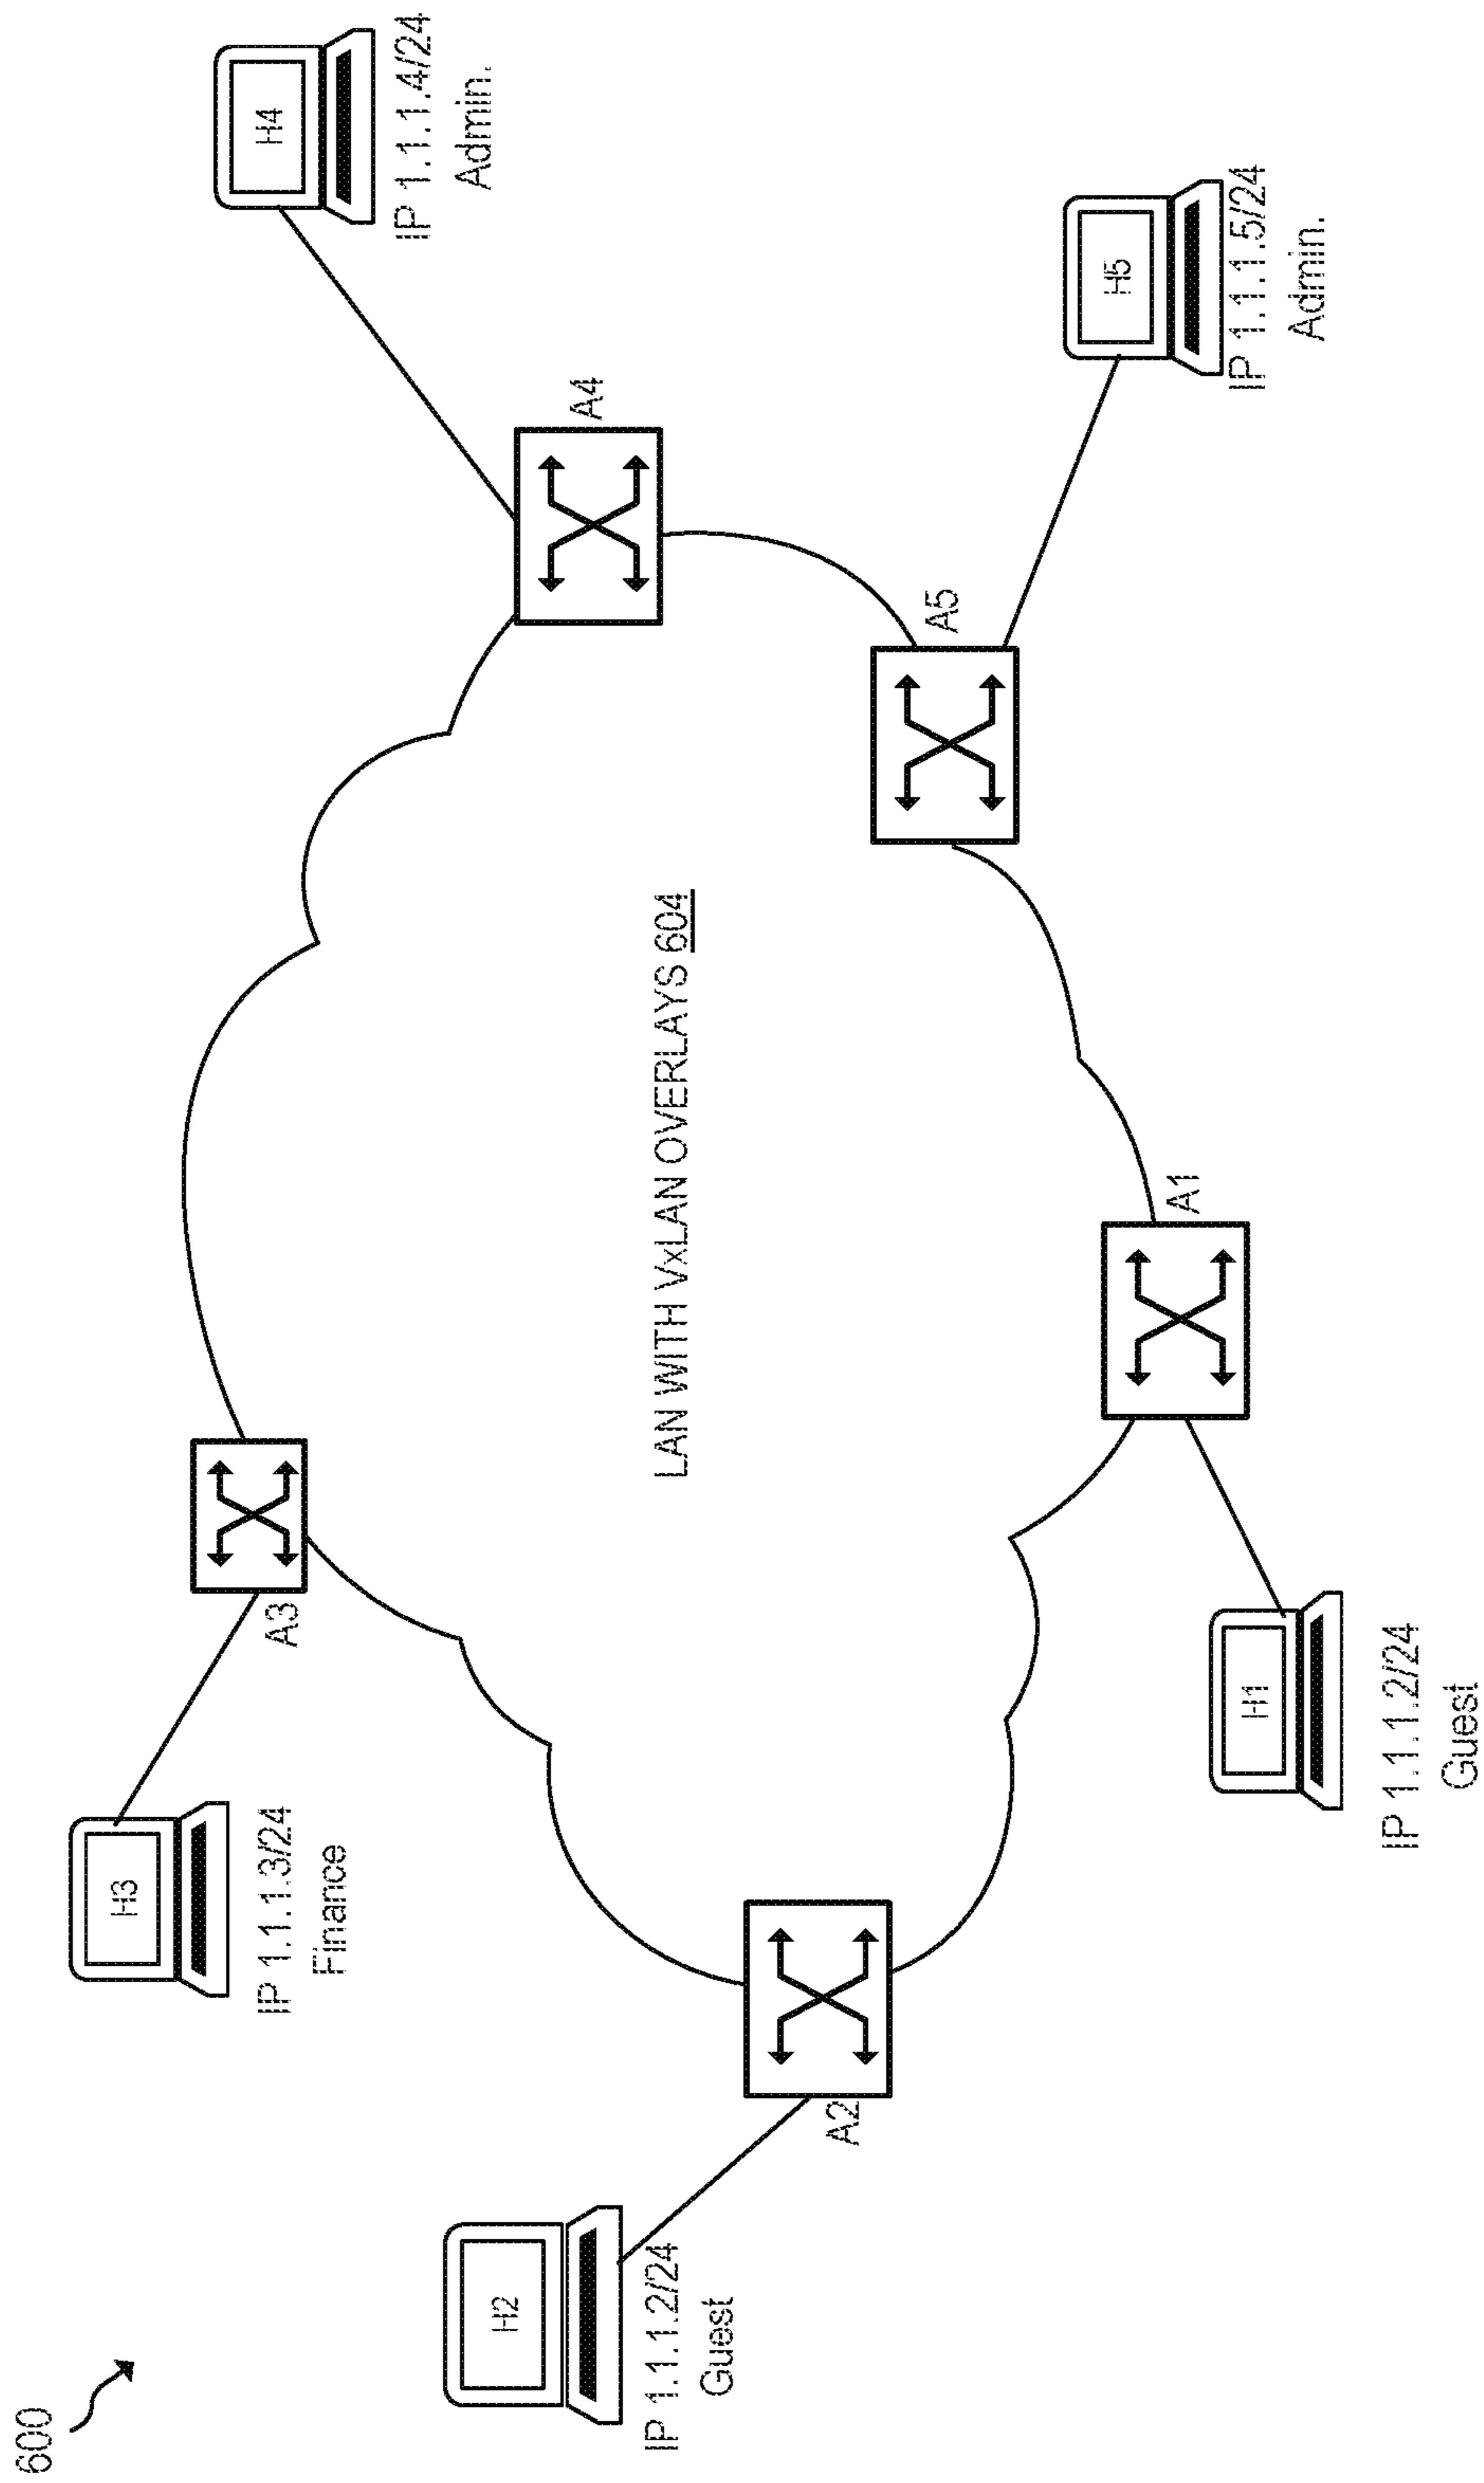 600
H3
IP 1.1.1.3/24
Finance
A3
H4
IP 1.1.1.4/24
Admin.
A4
H2
IP 1.1.1.2/24
Guest
A2
LAN WITH VxLAN OVERLAYS 604
A5
H5
IP 1.1.1.5/24
Admin.
A1
H1
IP 1.1.1.2/24
Guest